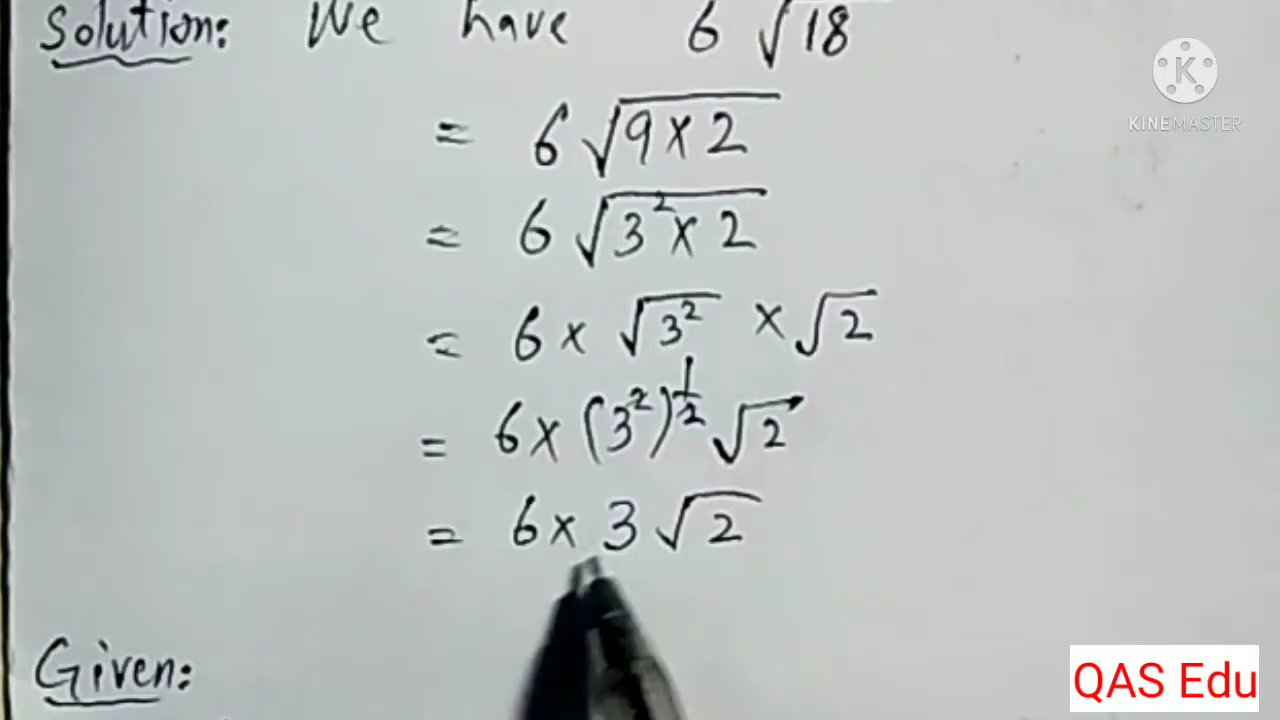 Solution: We have 6 √18
= 6 √9 × 2
= 6 √3² × 2
= 6 × √3² × √2
= 6 × (3²)^½ √2
= 6 × 3 √2
Given:
K
KINEMASTER
QAS Edu